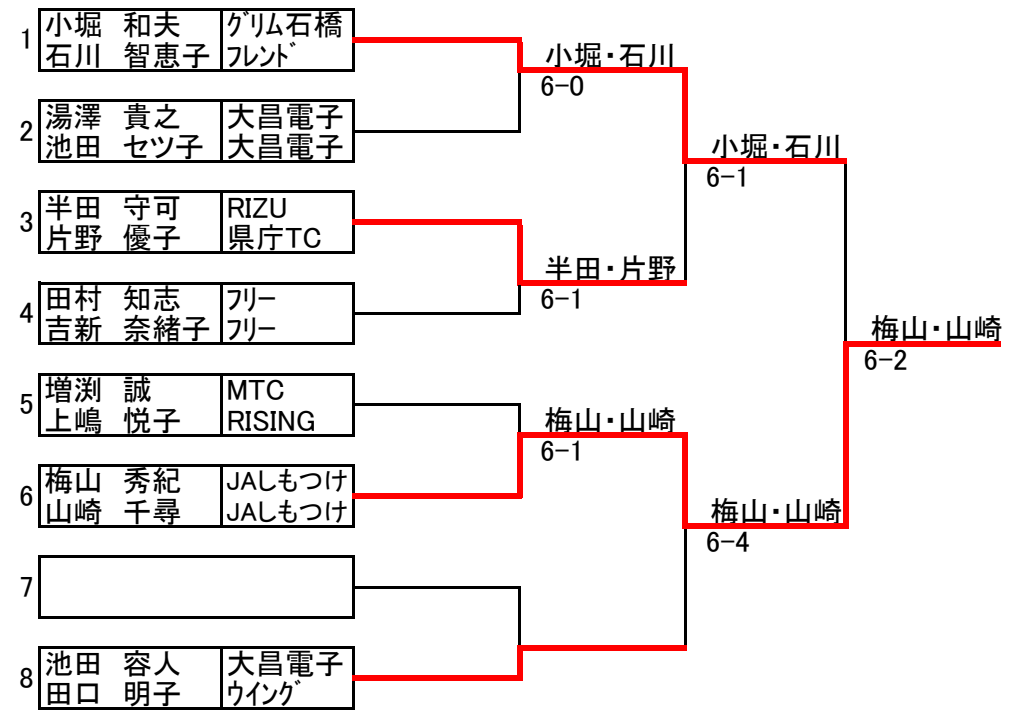 1 小堀 和夫 グリム石橋
石川 智恵子 フレンド
小堀・石川
6-0
2 湯澤 貴之 大昌電子
池田 セツ子 大昌電子
小堀・石川
6-1
3 半田 守可 RIZU
片野 優子 県庁TC
半田・片野
6-1
4 田村 知志 フリー
吉新 奈緒子 フリー
梅山・山崎
6-2
5 増渕 誠 MTC
上嶋 悦子 RISING
梅山・山崎
6-1
6 梅山 秀紀 JAしもつけ
山崎 千尋 JAしもつけ
梅山・山崎
6-4
7
8 池田 容人 大昌電子
田口 明子 ウイング